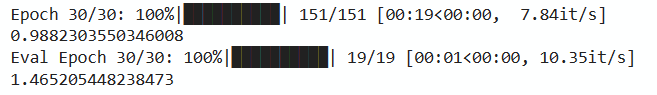 Epoch 30/30: 100%|██████████| 151/151 [00:19<00:00,  7.84it/s]
0.9882303550346008
Eval Epoch 30/30: 100%|██████████| 19/19 [00:01<00:00, 10.35it/s]
1.465205448238473